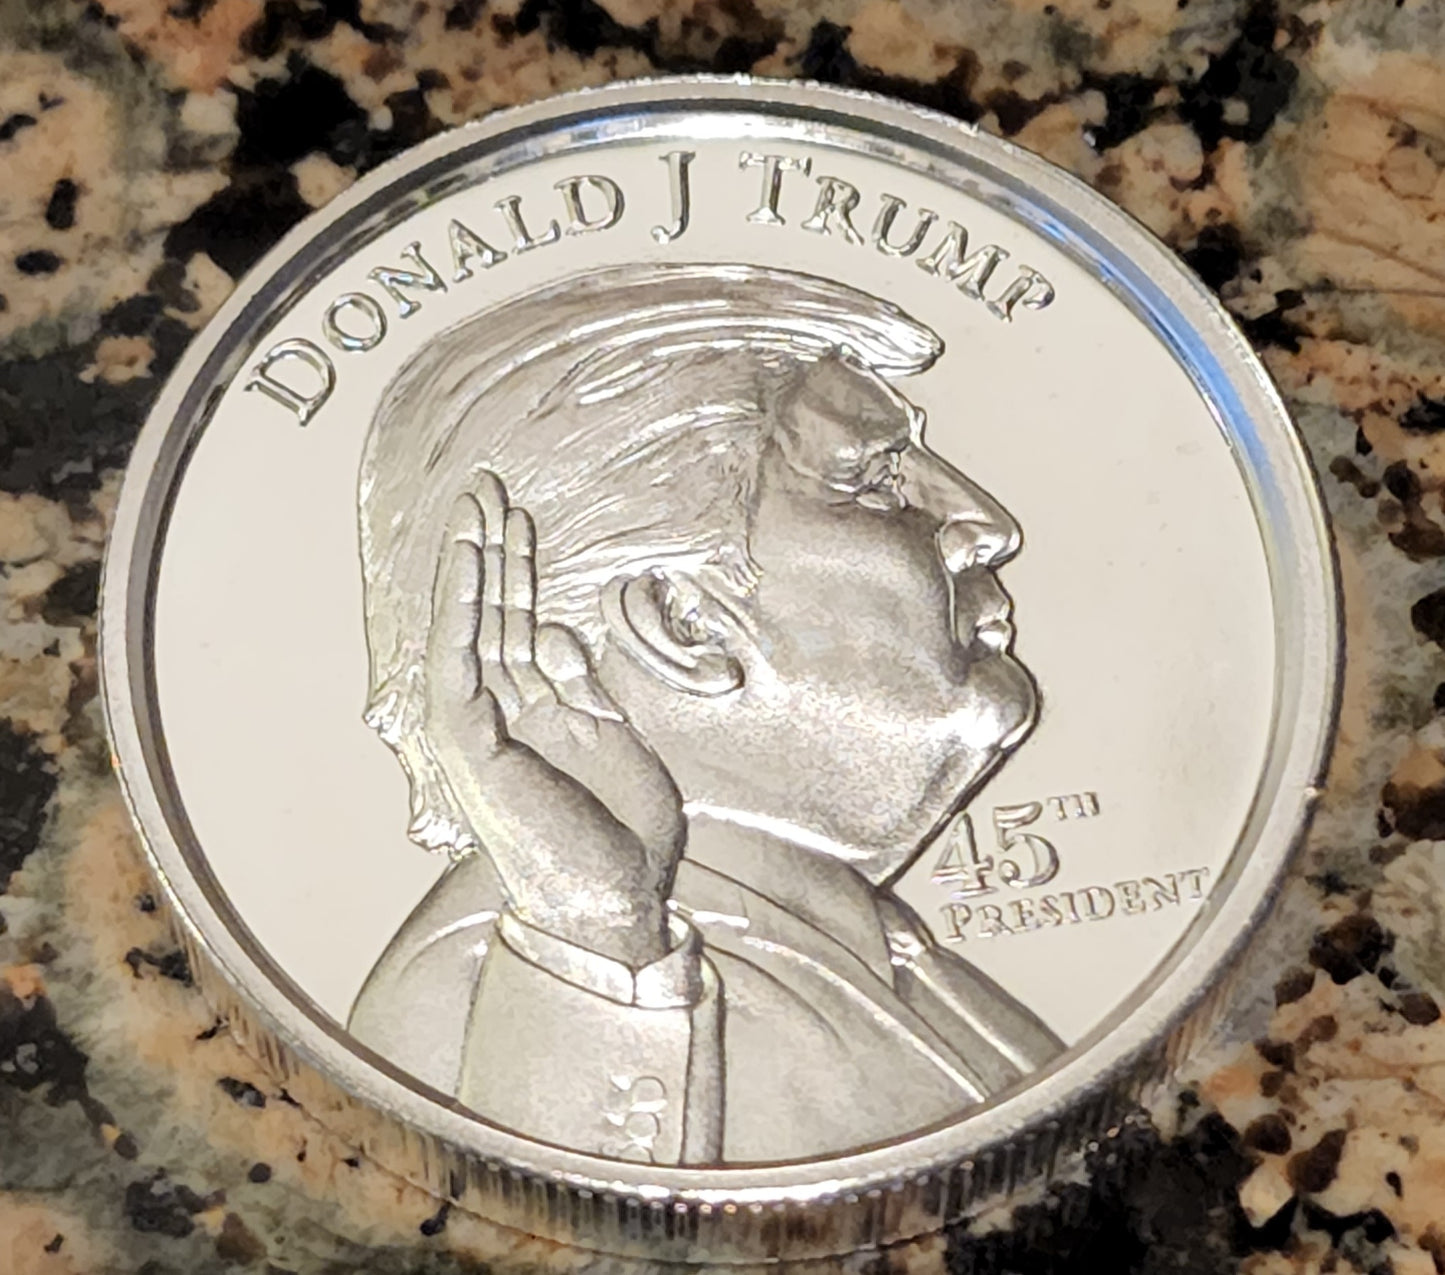 DONALD J TRUMP
45TH
PRESIDENT